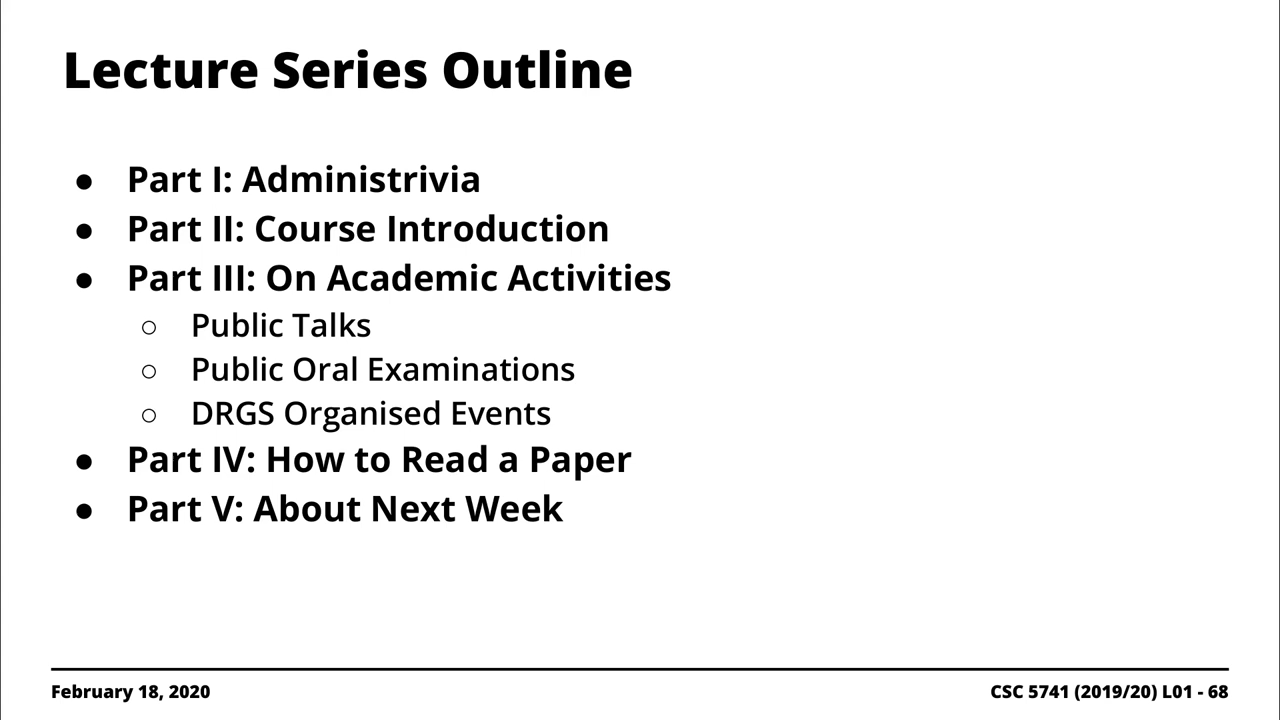 Lecture Series Outline
● Part I: Administrivia
● Part II: Course Introduction
● Part III: On Academic Activities
○ Public Talks
○ Public Oral Examinations
○ DRGS Organised Events
● Part IV: How to Read a Paper
● Part V: About Next Week
February 18, 2020
CSC 5741 (2019/20) L01 - 68